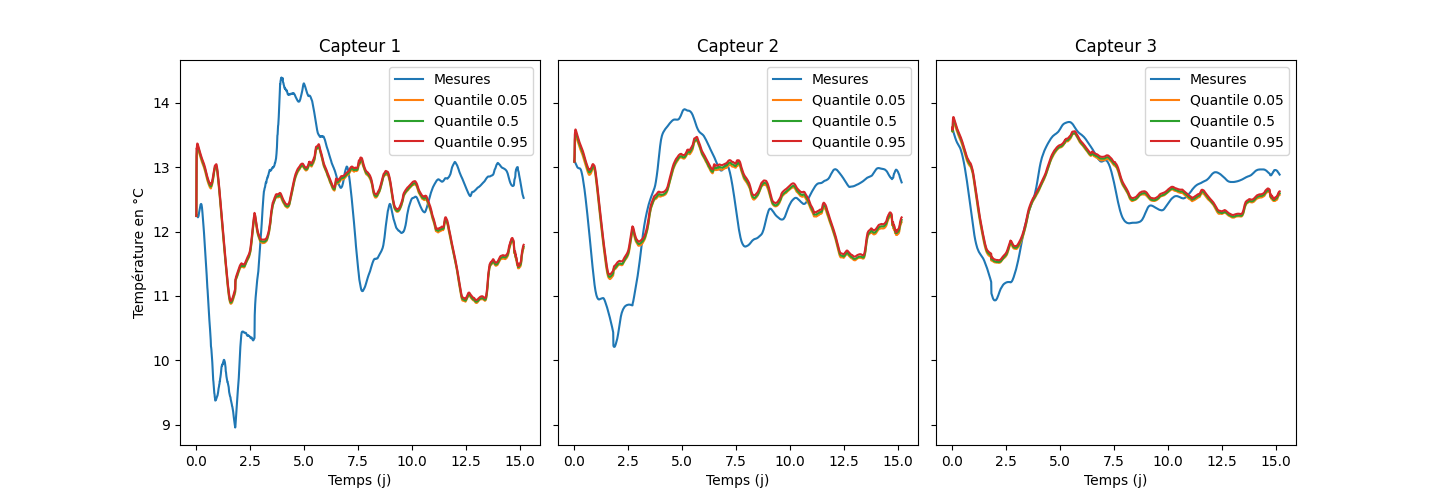 Capteur 1
Capteur 2
Capteur 3
Mesures
Quantile 0.05
Quantile 0.5
Quantile 0.95
Mesures
Quantile 0.05
Quantile 0.5
Quantile 0.95
Mesures
Quantile 0.05
Quantile 0.5
Quantile 0.95
Température en °C
14
13
12
11
10
9
0.0 2.5 5.0 7.5 10.0 12.5 15.0
0.0 2.5 5.0 7.5 10.0 12.5 15.0
0.0 2.5 5.0 7.5 10.0 12.5 15.0
Temps (j)
Temps (j)
Temps (j)